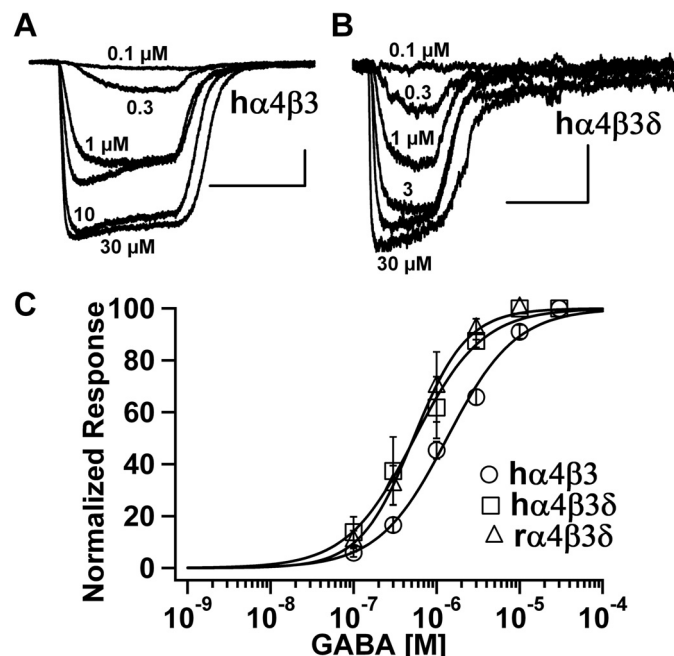 A
0.1 µM
0.3
hα4β3
1 µM
10
30 µM
B
0.1 µM
0.3
1 µM
hα4β3δ
3
30 µM
C
Normalized Response
100
80
60
40
20
0
hα4β3
hα4β3δ
rα4β3δ
10⁻⁹ 10⁻⁸ 10⁻⁷ 10⁻⁶ 10⁻⁵ 10⁻⁴
GABA [M]